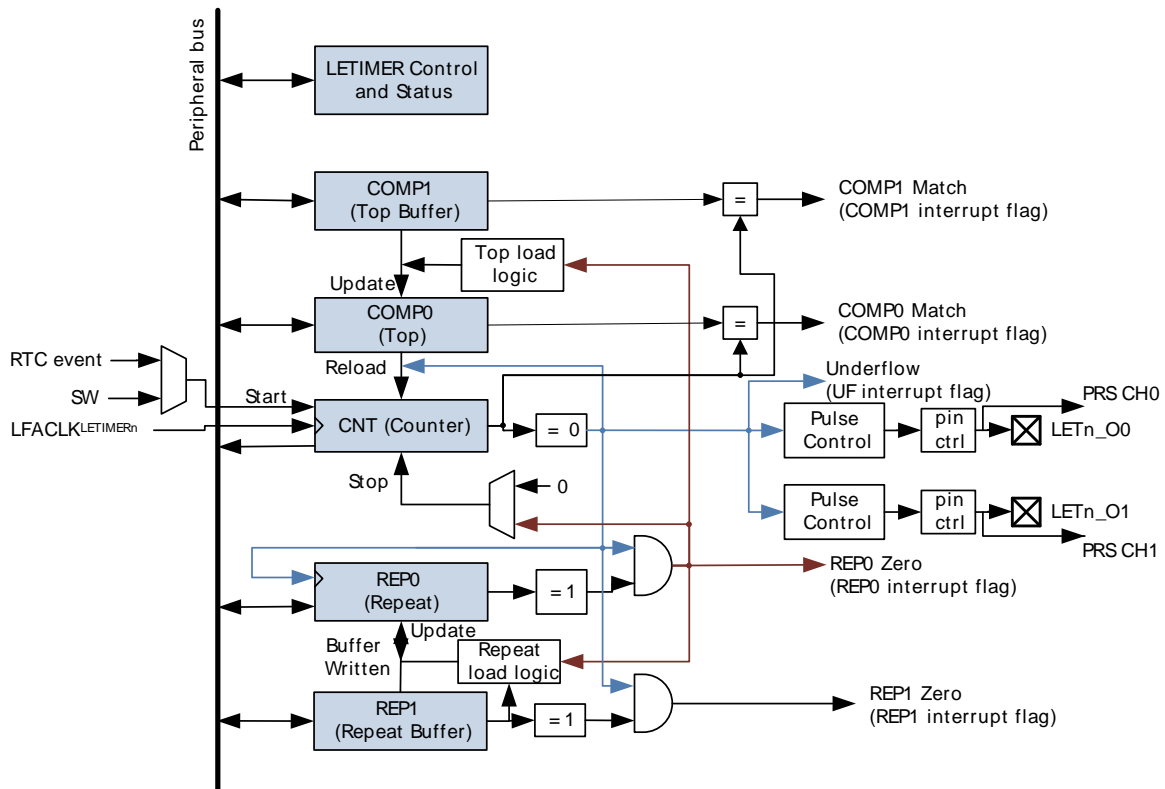 Peripheral bus
LETIMER Control
and Status
COMP1
(Top Buffer)
=
COMP1 Match
(COMP1 interrupt flag)
Top load
logic
Update
COMP0
(Top)
=
COMP0 Match
(COMP0 interrupt flag)
RTC event
SW
LFACLK LETIMERn
Reload
Start
CNT (Counter)
= 0
Underflow
(UF interrupt flag)
Pulse
Control
pin
ctrl
PRS CH0
LETn_O0
Stop
0
Pulse
Control
pin
ctrl
LETn_O1
PRS CH1
REP0
(Repeat)
= 1
REP0 Zero
(REP0 interrupt flag)
Update
Buffer
Written
Repeat
load logic
REP1
(Repeat Buffer)
= 1
REP1 Zero
(REP1 interrupt flag)